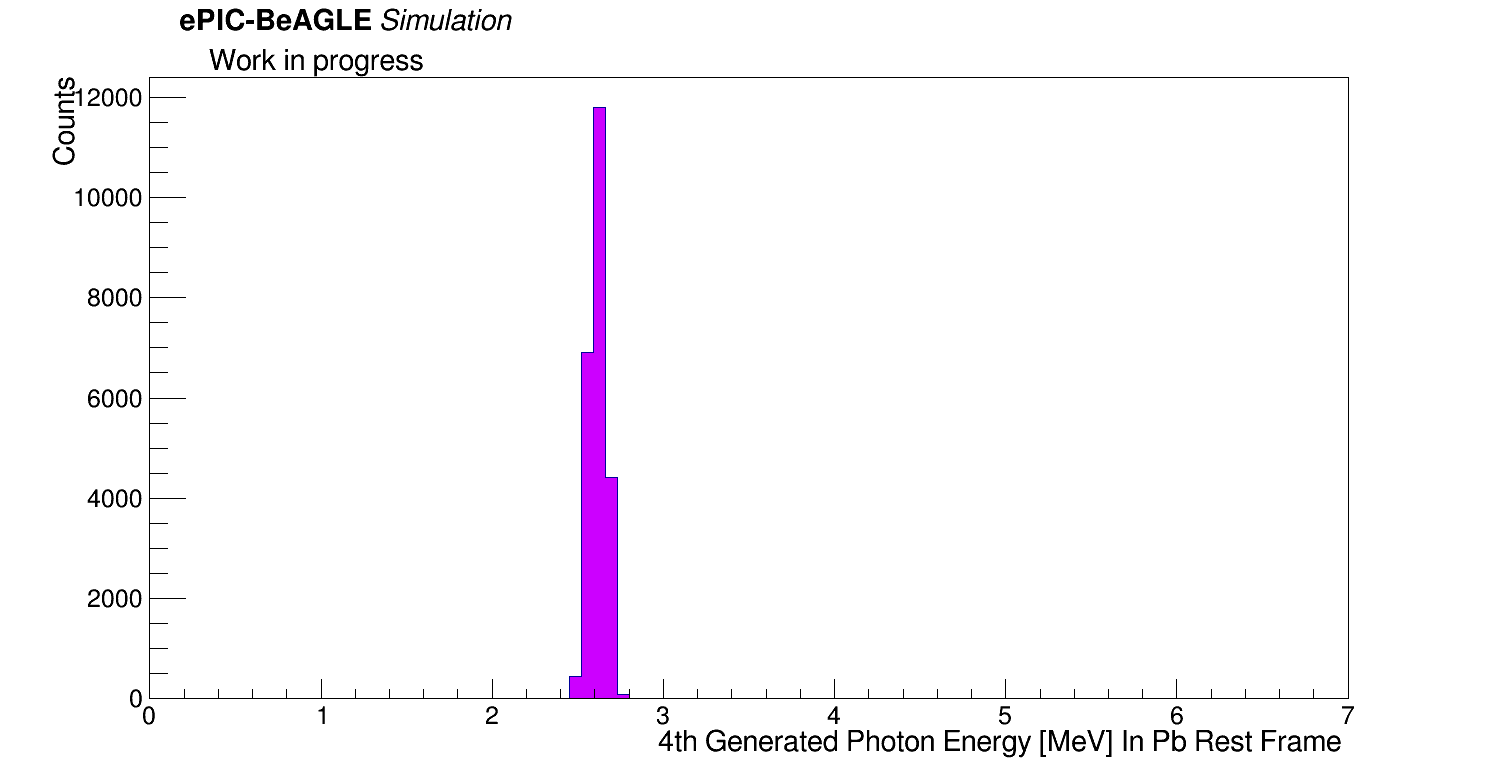 ePIC-BeAGLE Simulation
Work in progress
Counts
12000
10000
8000
6000
4000
2000
0
0 1 2 3 4 5 6 7
4th Generated Photon Energy [MeV] In Pb Rest Frame